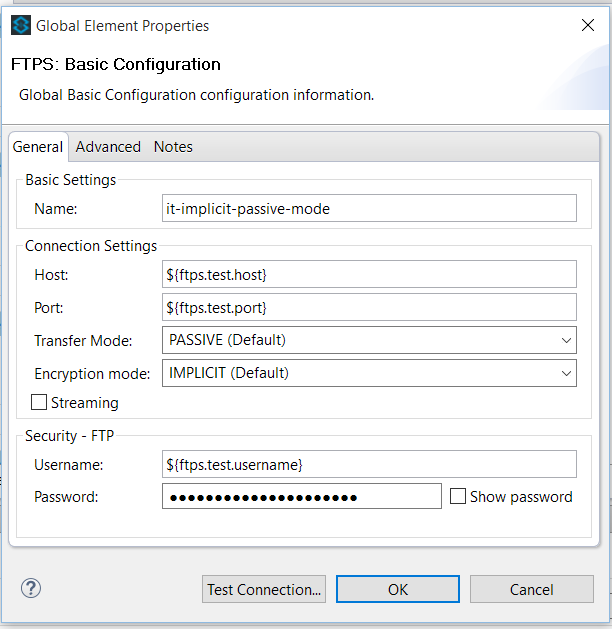 Global Element Properties
FTPS: Basic Configuration
Global Basic Configuration configuration information.
General Advanced Notes
Basic Settings
Name: it-implicit-passive-mode
Connection Settings
Host: ${ftps.test.host}
Port: ${ftps.test.port}
Transfer Mode: PASSIVE (Default)
Encryption mode: IMPLICIT (Default)
Streaming
Security - FTP
Username: ${ftps.test.username}
Password: ●●●●●●●●●●●●●●●●●●●●● Show password
? Test Connection... OK Cancel